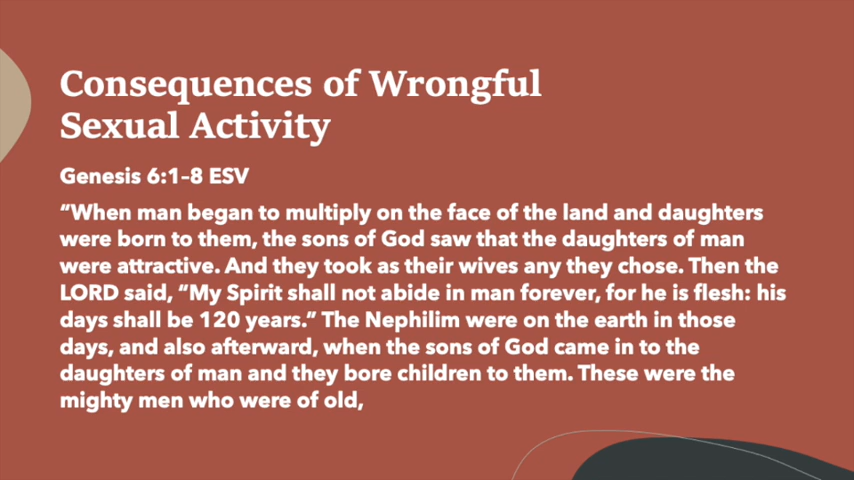 Consequences of Wrongful
Sexual Activity
Genesis 6:1–8 ESV
“When man began to multiply on the face of the land and daughters
were born to them, the sons of God saw that the daughters of man
were attractive. And they took as their wives any they chose. Then the
LORD said, “My Spirit shall not abide in man forever, for he is flesh: his
days shall be 120 years.” The Nephilim were on the earth in those
days, and also afterward, when the sons of God came in to the
daughters of man and they bore children to them. These were the
mighty men who were of old,